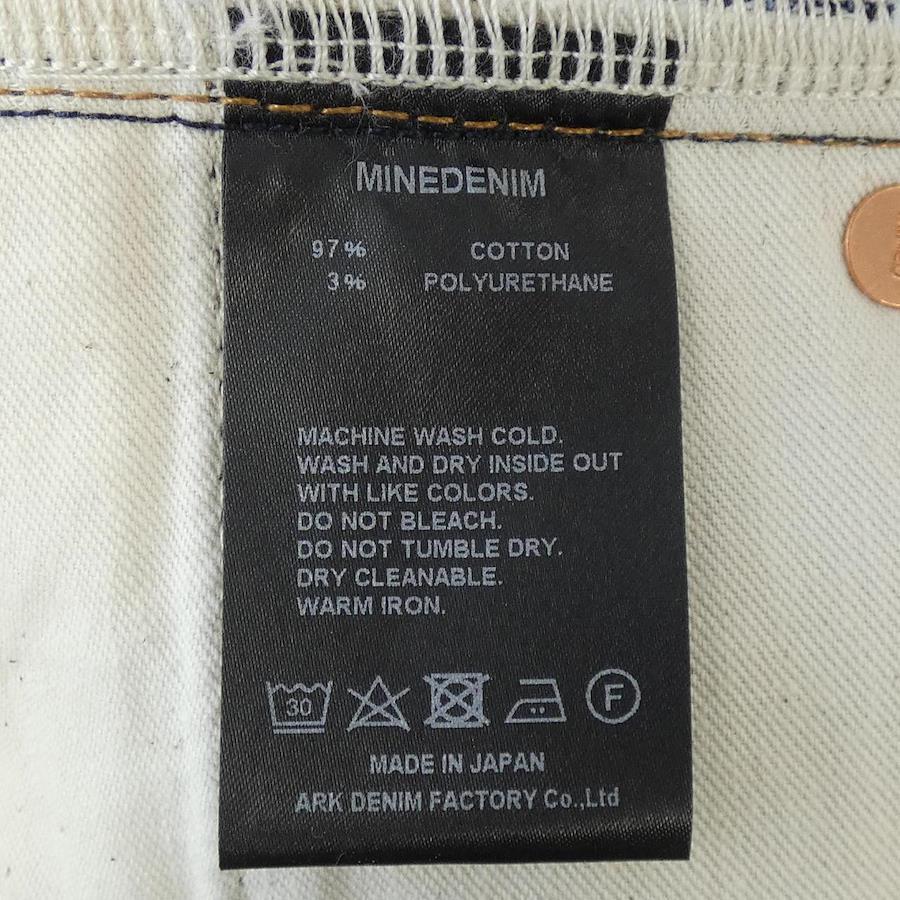 MINEDENIM
97% COTTON
3% POLYURETHANE
MACHINE WASH COLD.
WASH AND DRY INSIDE OUT
WITH LIKE COLORS.
DO NOT BLEACH.
DO NOT TUMBLE DRY.
DRY CLEANABLE.
WARM IRON.
30 F
MADE IN JAPAN
ARK DENIM FACTORY Co.,Ltd